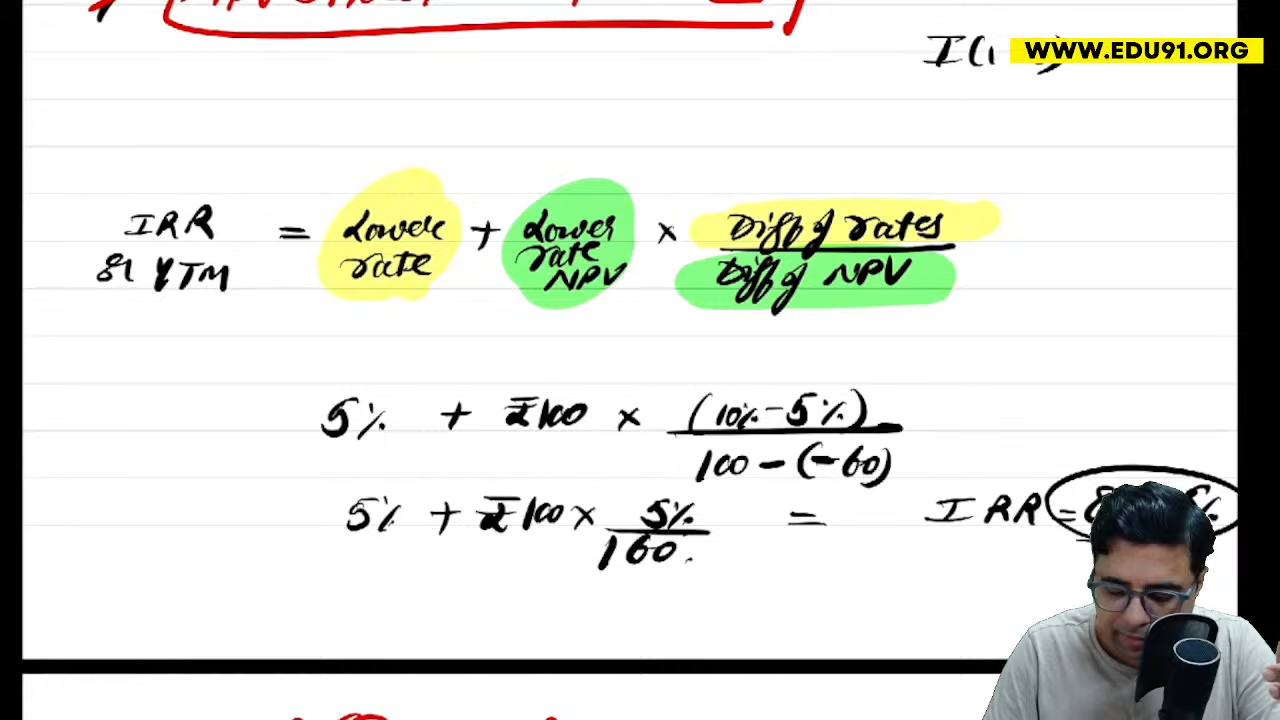 I(1
WWW.EDU91.ORG
IRR = Lower + Lower × Diff of rates
or YTM rate rate Diff of NPV
NPV
5% + ₹100 × (10% - 5%)
100 - (-60)
5% + ₹100 × 5% = IRR =
160